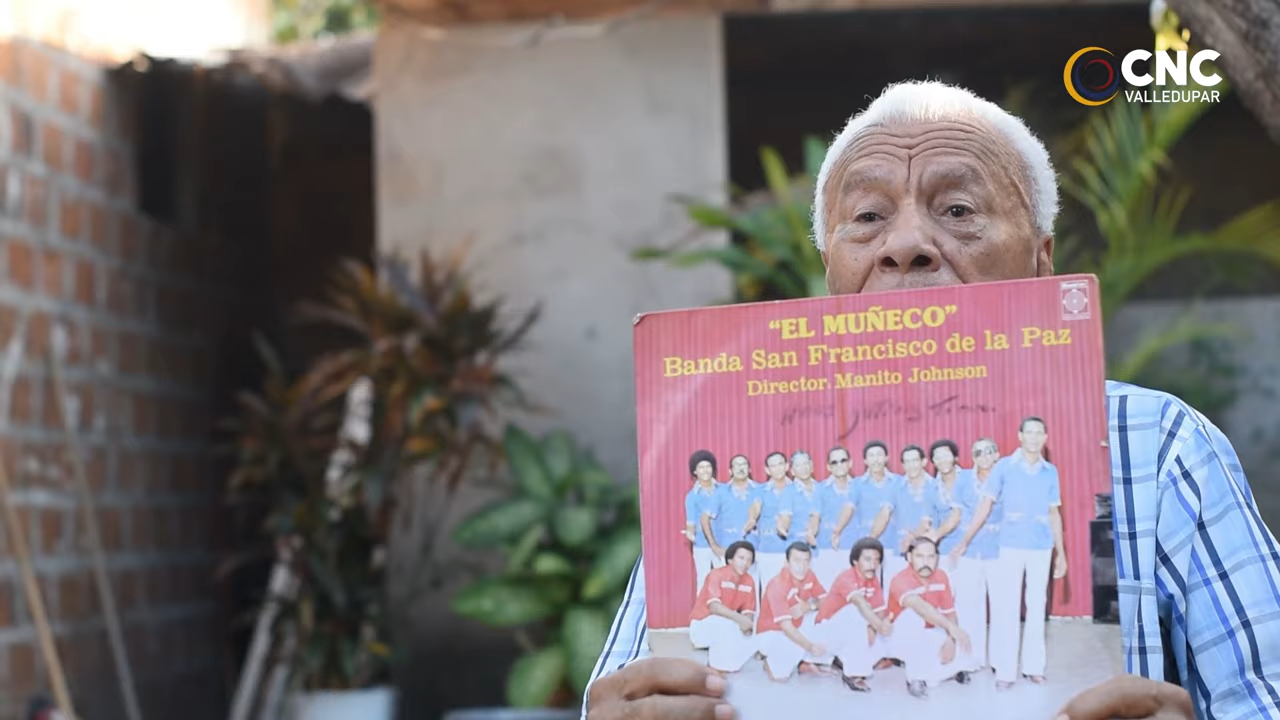 CNC
VALLEDUPAR
"EL MUÑECO"
Banda San Francisco de la Paz
Director. Manito Johnson